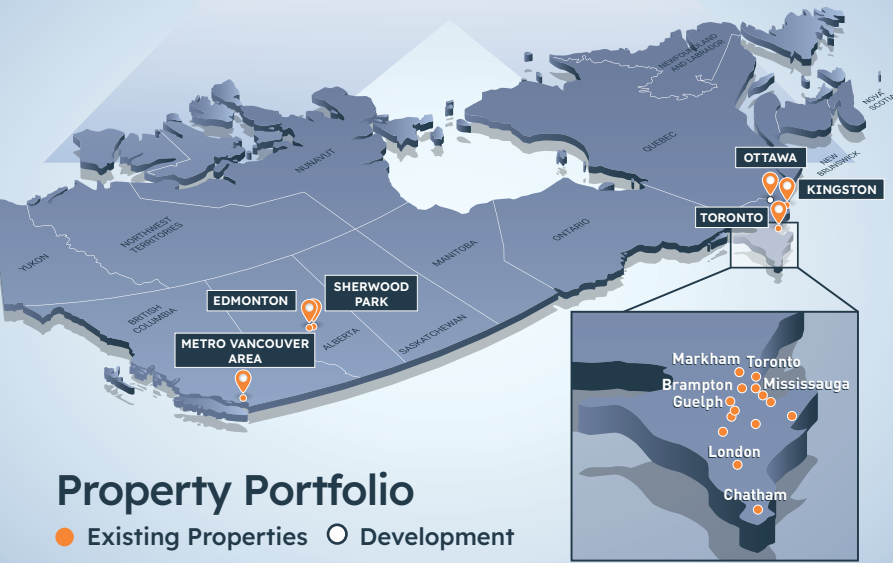 NEWFOUNDLAND
AND LABRADOR
NOVA
SCOTIA
QUEBEC
OTTAWA
NEW
BRUNSWICK
NUNAVUT
KINGSTON
TORONTO
NORTHWEST
TERRITORIES
ONTARIO
MANITOBA
YUKON
SHERWOOD
PARK
EDMONTON
BRITISH
COLUMBIA
ALBERTA
SASKATCHEWAN
METRO VANCOUVER
AREA
Markham
Toronto
Brampton
Mississauga
Guelph
London
Chatham
Property Portfolio
Existing Properties
Development